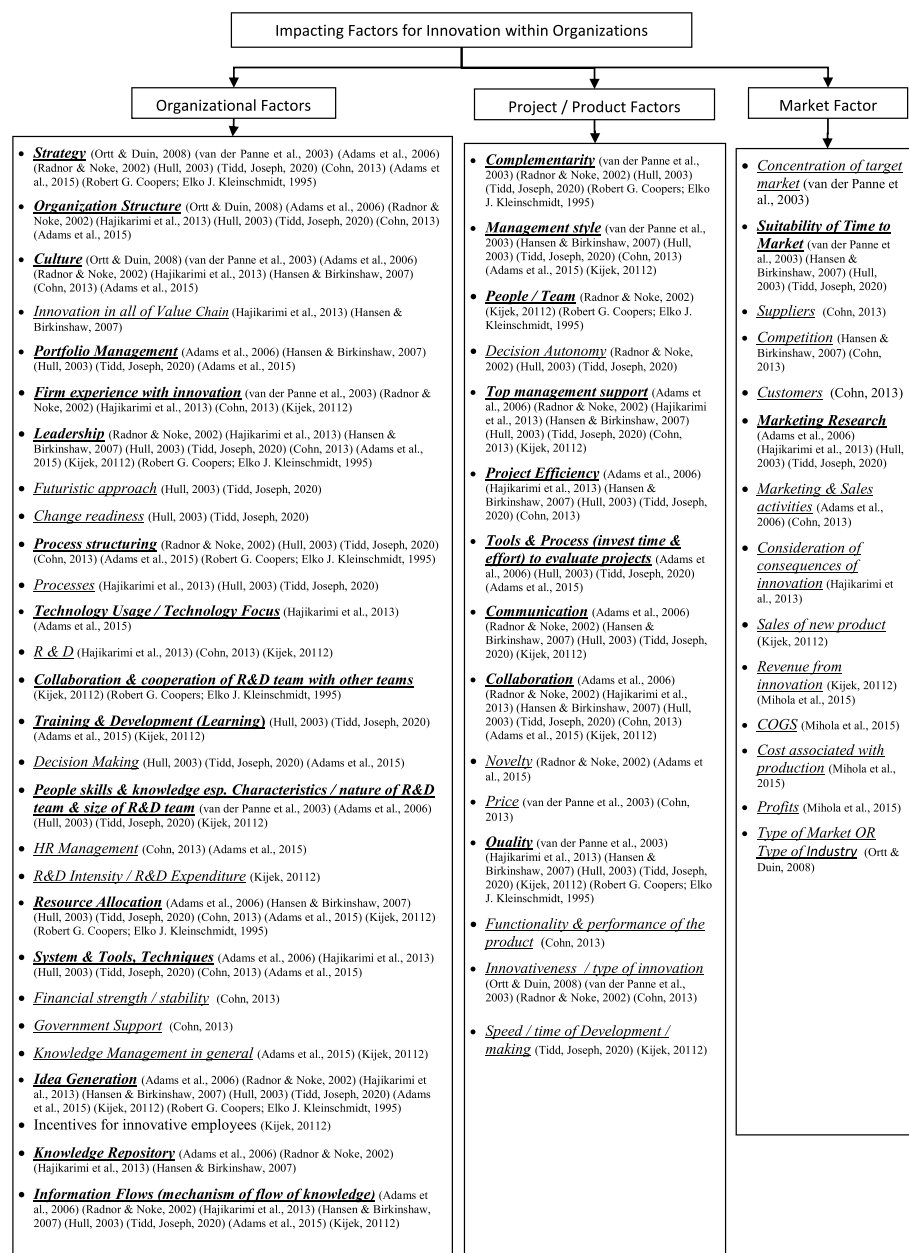 Impacting Factors for Innovation within Organizations
Organizational Factors
• Strategy (Ortt & Duin, 2008) (van der Panne et al., 2003) (Adams et al., 2006)
(Radnor & Noke, 2002) (Hull, 2003) (Tidd, Joseph, 2020) (Cohn, 2013) (Adams et
al., 2015) (Robert G. Coopers; Elko J. Kleinschmidt, 1995)
• Organization Structure (Ortt & Duin, 2008) (Adams et al., 2006) (Radnor &
Noke, 2002) (Hajikarimi et al., 2013) (Hull, 2003) (Tidd, Joseph, 2020) (Cohn, 2013)
(Adams et al., 2015)
• Culture (Ortt & Duin, 2008) (van der Panne et al., 2003) (Adams et al., 2006)
(Radnor & Noke, 2002) (Hajikarimi et al., 2013) (Hansen & Birkinshaw, 2007)
(Cohn, 2013) (Adams et al., 2015)
• Innovation in all of Value Chain (Hajikarimi et al., 2013) (Hansen &
Birkinshaw, 2007)
• Portfolio Management (Adams et al., 2006) (Hansen & Birkinshaw, 2007)
(Hull, 2003) (Tidd, Joseph, 2020) (Adams et al., 2015)
• Firm experience with innovation (van der Panne et al., 2003) (Radnor &
Noke, 2002) (Hajikarimi et al., 2013) (Cohn, 2013) (Kijek, 20112)
• Leadership (Radnor & Noke, 2002) (Hajikarimi et al., 2013) (Hansen &
Birkinshaw, 2007) (Hull, 2003) (Tidd, Joseph, 2020) (Cohn, 2013) (Adams et al.,
2015) (Kijek, 20112) (Robert G. Coopers; Elko J. Kleinschmidt, 1995)
• Futuristic approach (Hull, 2003) (Tidd, Joseph, 2020)
• Change readiness (Hull, 2003) (Tidd, Joseph, 2020)
• Process structuring (Radnor & Noke, 2002) (Hull, 2003) (Tidd, Joseph, 2020)
(Cohn, 2013) (Adams et al., 2015) (Robert G. Coopers; Elko J. Kleinschmidt, 1995)
• Processes (Hajikarimi et al., 2013) (Hull, 2003) (Tidd, Joseph, 2020)
• Technology Usage / Technology Focus (Hajikarimi et al., 2013)
(Adams et al., 2015)
• R & D (Hajikarimi et al., 2013) (Cohn, 2013) (Kijek, 20112)
• Collaboration & cooperation of R&D team with other teams
(Kijek, 20112) (Robert G. Coopers; Elko J. Kleinschmidt, 1995)
• Training & Development (Learning) (Hull, 2003) (Tidd, Joseph, 2020)
(Adams et al., 2015) (Kijek, 20112)
• Decision Making (Hull, 2003) (Tidd, Joseph, 2020) (Adams et al., 2015)
• People skills & knowledge esp. Characteristics / nature of R&D
team & size of R&D team (van der Panne et al., 2003) (Adams et al., 2006)
(Hull, 2003) (Tidd, Joseph, 2020) (Kijek, 20112)
• HR Management (Cohn, 2013) (Adams et al., 2015)
• R&D Intensity / R&D Expenditure (Kijek, 20112)
• Resource Allocation (Adams et al., 2006) (Hansen & Birkinshaw, 2007)
(Hull, 2003) (Tidd, Joseph, 2020) (Cohn, 2013) (Adams et al., 2015) (Kijek, 20112)
(Robert G. Coopers; Elko J. Kleinschmidt, 1995)
• System & Tools, Techniques (Adams et al., 2006) (Hajikarimi et al., 2013)
(Hull, 2003) (Tidd, Joseph, 2020) (Cohn, 2013) (Adams et al., 2015)
• Financial strength / stability (Cohn, 2013)
• Government Support (Cohn, 2013)
• Knowledge Management in general (Adams et al., 2015) (Kijek, 20112)
• Idea Generation (Adams et al., 2006) (Radnor & Noke, 2002) (Hajikarimi et
al., 2013) (Hansen & Birkinshaw, 2007) (Hull, 2003) (Tidd, Joseph, 2020) (Adams
et al., 2015) (Kijek, 20112) (Robert G. Coopers; Elko J. Kleinschmidt, 1995)
• Incentives for innovative employees (Kijek, 20112)
• Knowledge Repository (Adams et al., 2006) (Radnor & Noke, 2002)
(Hajikarimi et al., 2013) (Hansen & Birkinshaw, 2007)
• Information Flows (mechanism of flow of knowledge) (Adams et
al., 2006) (Radnor & Noke, 2002) (Hajikarimi et al., 2013) (Hansen & Birkinshaw,
2007) (Hull, 2003) (Tidd, Joseph, 2020) (Adams et al., 2015) (Kijek, 20112)
Project / Product Factors
• Complementarity (van der Panne et al.,
2003) (Radnor & Noke, 2002) (Hull, 2003)
(Tidd, Joseph, 2020) (Robert G. Coopers; Elko
J. Kleinschmidt, 1995)
• Management style (van der Panne et al.,
2003) (Hansen & Birkinshaw, 2007) (Hull,
2003) (Tidd, Joseph, 2020) (Cohn, 2013)
(Adams et al., 2015) (Kijek, 20112)
• People / Team (Radnor & Noke, 2002)
(Kijek, 20112) (Robert G. Coopers; Elko J.
Kleinschmidt, 1995)
• Decision Autonomy (Radnor & Noke,
2002) (Hull, 2003) (Tidd, Joseph, 2020)
• Top management support (Adams et
al., 2006) (Radnor & Noke, 2002) (Hajikarimi
et al., 2013) (Hansen & Birkinshaw, 2007)
(Hull, 2003) (Tidd, Joseph, 2020) (Cohn,
2013) (Kijek, 20112)
• Project Efficiency (Adams et al., 2006)
(Hajikarimi et al., 2013) (Hansen &
Birkinshaw, 2007) (Hull, 2003) (Tidd, Joseph,
2020) (Cohn, 2013)
• Tools & Process (invest time &
effort) to evaluate projects (Adams et
al., 2006) (Hull, 2003) (Tidd, Joseph, 2020)
(Adams et al., 2015)
• Communication (Adams et al., 2006)
(Radnor & Noke, 2002) (Hansen &
Birkinshaw, 2007) (Hull, 2003) (Tidd, Joseph,
2020) (Kijek, 20112)
• Collaboration (Adams et al., 2006)
(Radnor & Noke, 2002) (Hajikarimi et al.,
2013) (Hansen & Birkinshaw, 2007) (Hull,
2003) (Tidd, Joseph, 2020) (Cohn, 2013)
(Adams et al., 2015) (Kijek, 20112)
• Novelty (Radnor & Noke, 2002) (Adams et
al., 2015)
• Price (van der Panne et al., 2003) (Cohn,
2013)
• Quality (van der Panne et al., 2003)
(Hajikarimi et al., 2013) (Hansen &
Birkinshaw, 2007) (Hull, 2003) (Tidd, Joseph,
2020) (Kijek, 20112) (Robert G. Coopers; Elko
J. Kleinschmidt, 1995)
• Functionality & performance of the
product (Cohn, 2013)
• Innovativeness / type of innovation
(Ortt & Duin, 2008) (van der Panne et al.,
2003) (Radnor & Noke, 2002) (Cohn, 2013)
• Speed / time of Development /
making (Tidd, Joseph, 2020) (Kijek, 20112)
Market Factor
• Concentration of target
market (van der Panne et al.,
2003)
• Suitability of Time to
Market (van der Panne et
al., 2003) (Hansen &
Birkinshaw, 2007) (Hull,
2003) (Tidd, Joseph, 2020)
• Suppliers (Cohn, 2013)
• Competition (Hansen &
Birkinshaw, 2007) (Cohn,
2013)
• Customers (Cohn, 2013)
• Marketing Research
(Adams et al., 2006)
(Hajikarimi et al., 2013) (Hull,
2003) (Tidd, Joseph, 2020)
• Marketing & Sales
activities (Adams et al.,
2006) (Cohn, 2013)
• Consideration of
consequences of
innovation (Hajikarimi et
al., 2013)
• Sales of new product
(Kijek, 20112)
• Revenue from
innovation (Kijek, 20112)
(Mihola et al., 2015)
• COGS (Mihola et al., 2015)
• Cost associated with
production (Mihola et al.,
2015)
• Profits (Mihola et al., 2015)
• Type of Market OR
Type of Industry (Ortt &
Duin, 2008)